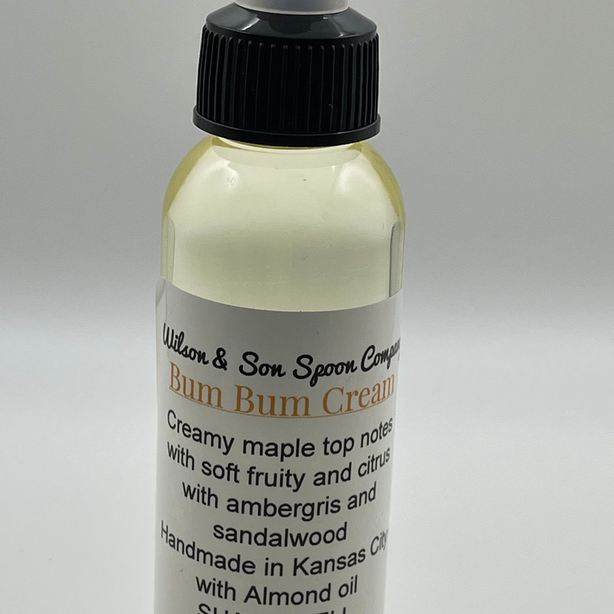 Wilson & Son Spoon
Bum Bum Cream
Creamy maple top notes
with soft fruity and citrus
with ambergris and
sandalwood
Handmade in Kansas City
with Almond oil